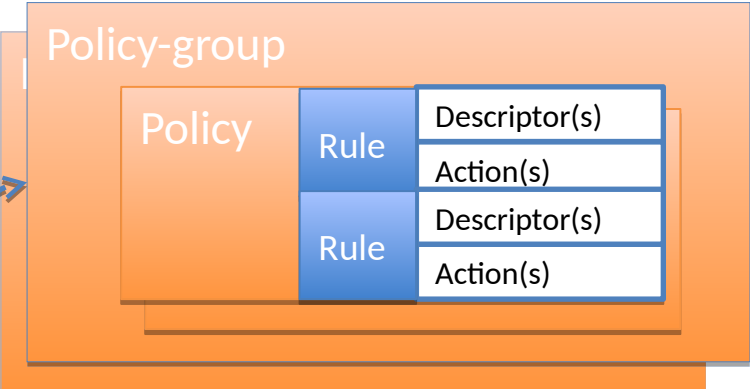 Policy-group
Policy
Rule
Descriptor(s)
Action(s)
Rule
Descriptor(s)
Action(s)